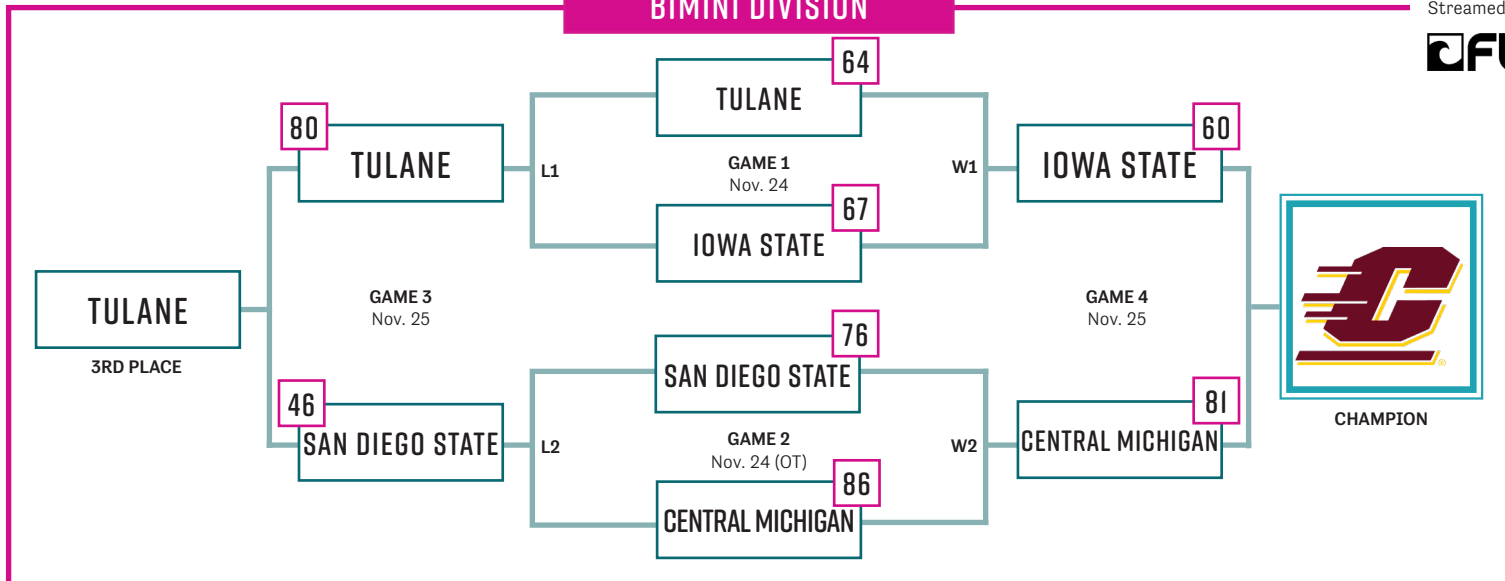 BIMINI DIVISION
Streamed
64
TULANE
80
TULANE
L1
GAME 1
Nov. 24
W1
60
IOWA STATE
67
IOWA STATE
TULANE
3RD PLACE
GAME 3
Nov. 25
GAME 4
Nov. 25
C
®
CHAMPION
76
SAN DIEGO STATE
46
SAN DIEGO STATE
L2
GAME 2
Nov. 24 (OT)
W2
81
CENTRAL MICHIGAN
86
CENTRAL MICHIGAN